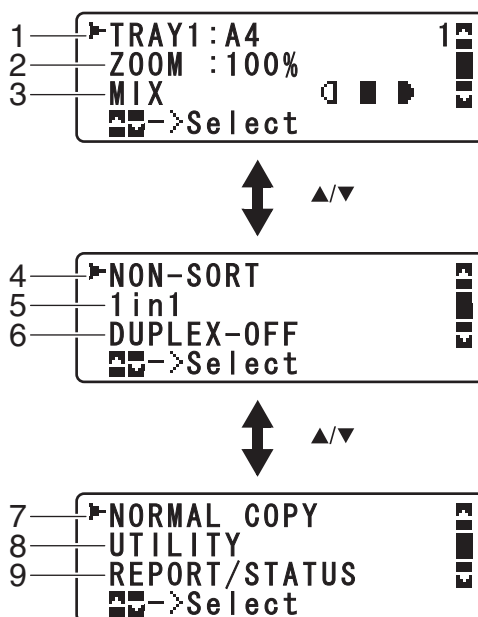 1 TRAY1:A4 1
2 ZOOM :100%
3 MIX
->Select
▲/▼
4 NON-SORT
5 1in1
6 DUPLEX-OFF
->Select
▲/▼
7 NORMAL COPY
8 UTILITY
9 REPORT/STATUS
->Select